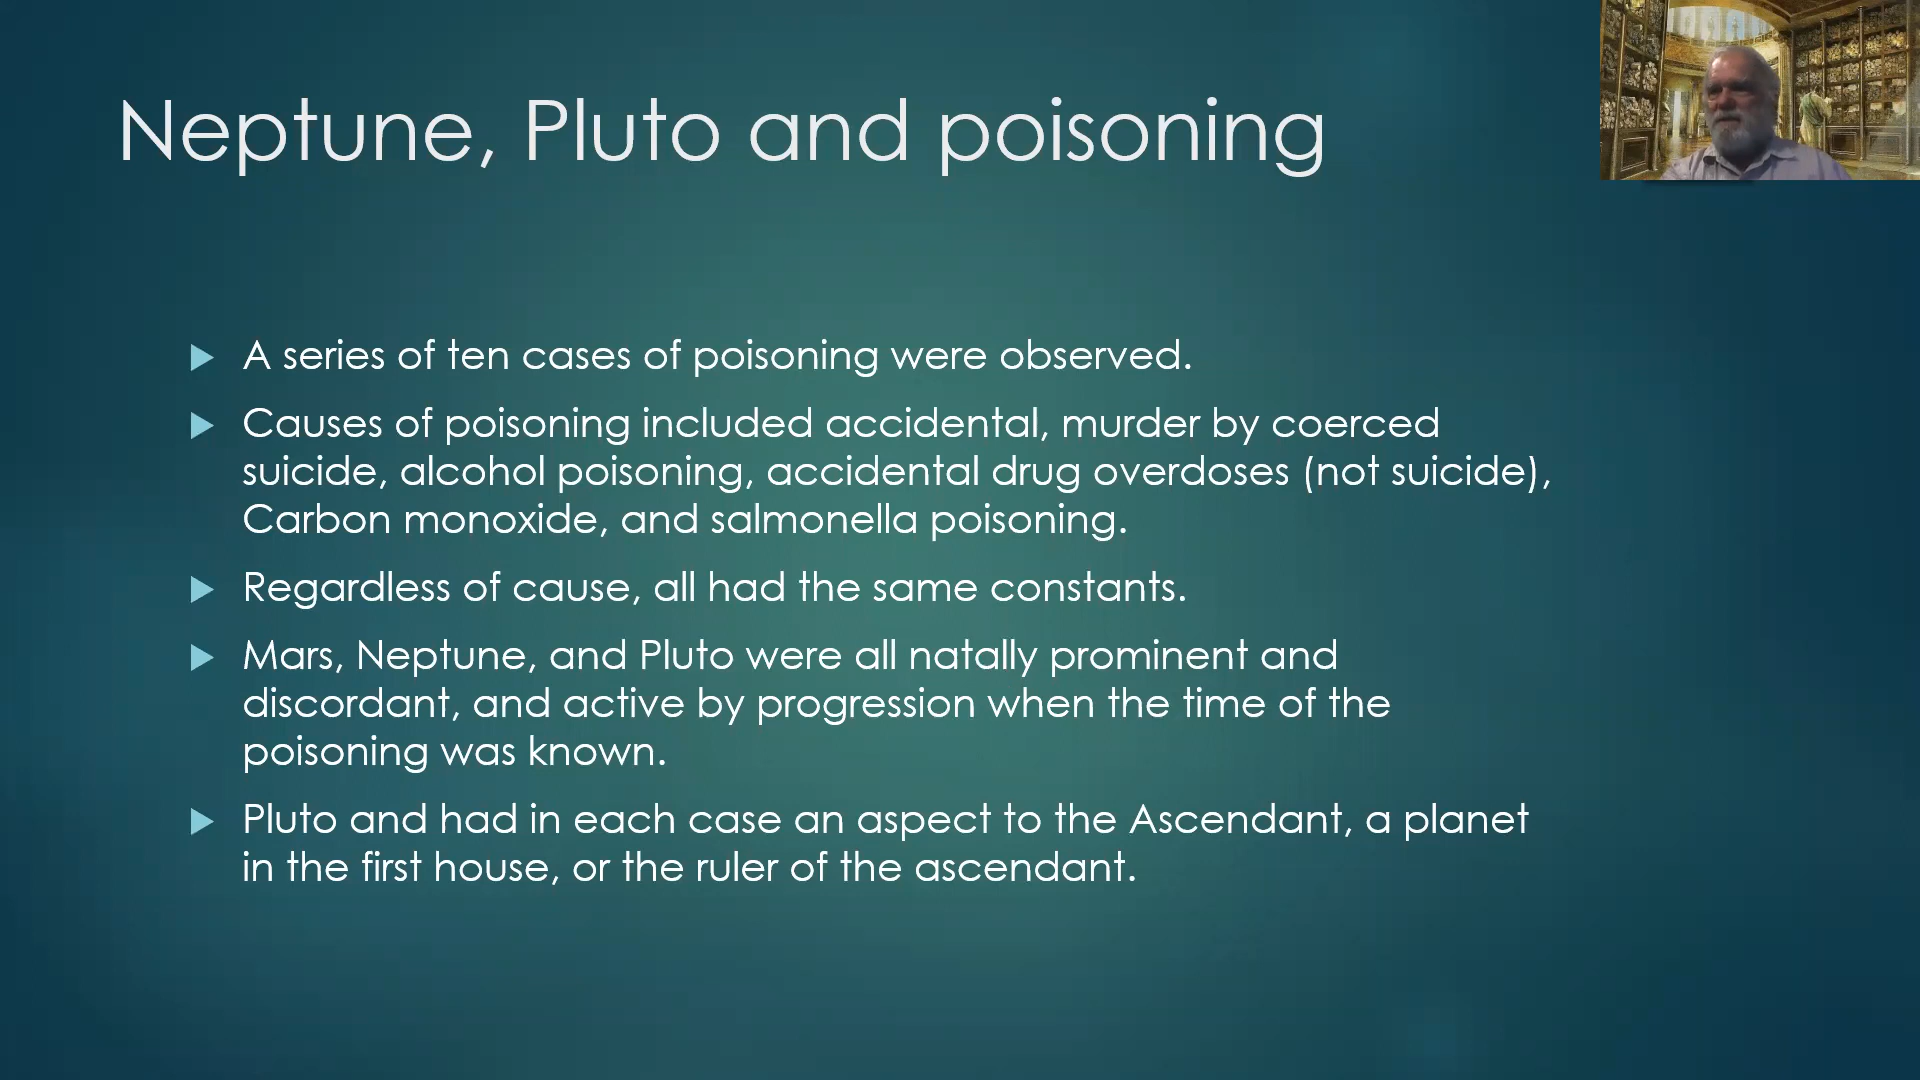 Neptune, Pluto and poisoning
A series of ten cases of poisoning were observed.
Causes of poisoning included accidental, murder by coerced
suicide, alcohol poisoning, accidental drug overdoses (not suicide),
Carbon monoxide, and salmonella poisoning.
Regardless of cause, all had the same constants.
Mars, Neptune, and Pluto were all natally prominent and
discordant, and active by progression when the time of the
poisoning was known.
Pluto and had in each case an aspect to the Ascendant, a planet
in the first house, or the ruler of the ascendant.